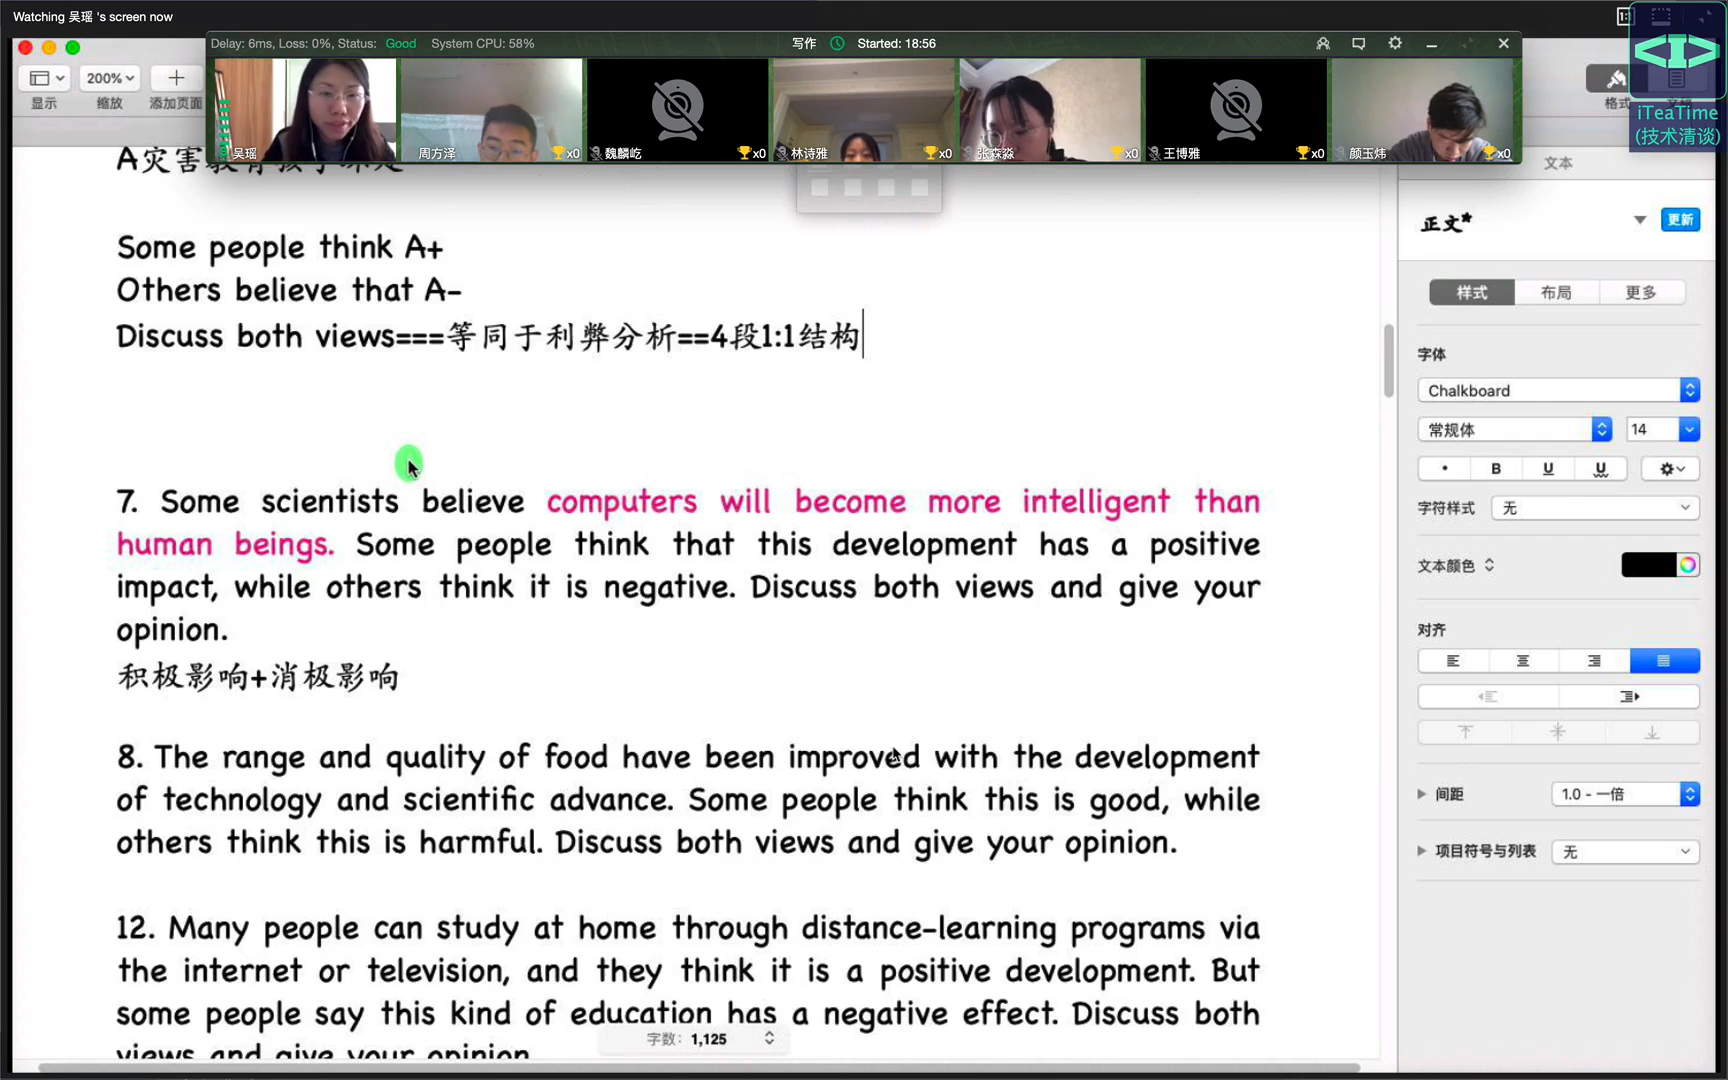 Watching 吴瑶 's screen now
Delay: 6ms, Loss: 0%, Status: Good System CPU: 58%
写作 Started: 18:56
200%
显示 缩放 添加页面
吴瑶
周方泽 x0
魏麟屹 x0
林诗雅 x0
张森淼 x0
王博雅 x0
颜玉炜 x0
iTeaTime
(技术清谈)
Some people think A+
Others believe that A-
Discuss both views===等同于利弊分析==4段1:1结构
7. Some scientists believe computers will become more intelligent than
human beings. Some people think that this development has a positive
impact, while others think it is negative. Discuss both views and give your
opinion.
积极影响+消极影响
8. The range and quality of food have been improved with the development
of technology and scientific advance. Some people think this is good, while
others think this is harmful. Discuss both views and give your opinion.
12. Many people can study at home through distance-learning programs via
the internet or television, and they think it is a positive development. But
some people say this kind of education has a negative effect. Discuss both
views and give your opinion.
字数: 1,125
文本
正文*
更新
样式 布局 更多
字体
Chalkboard
常规体 14
B U U
字符样式 无
文本颜色
对齐
间距 1.0 - 一倍
项目符号与列表 无